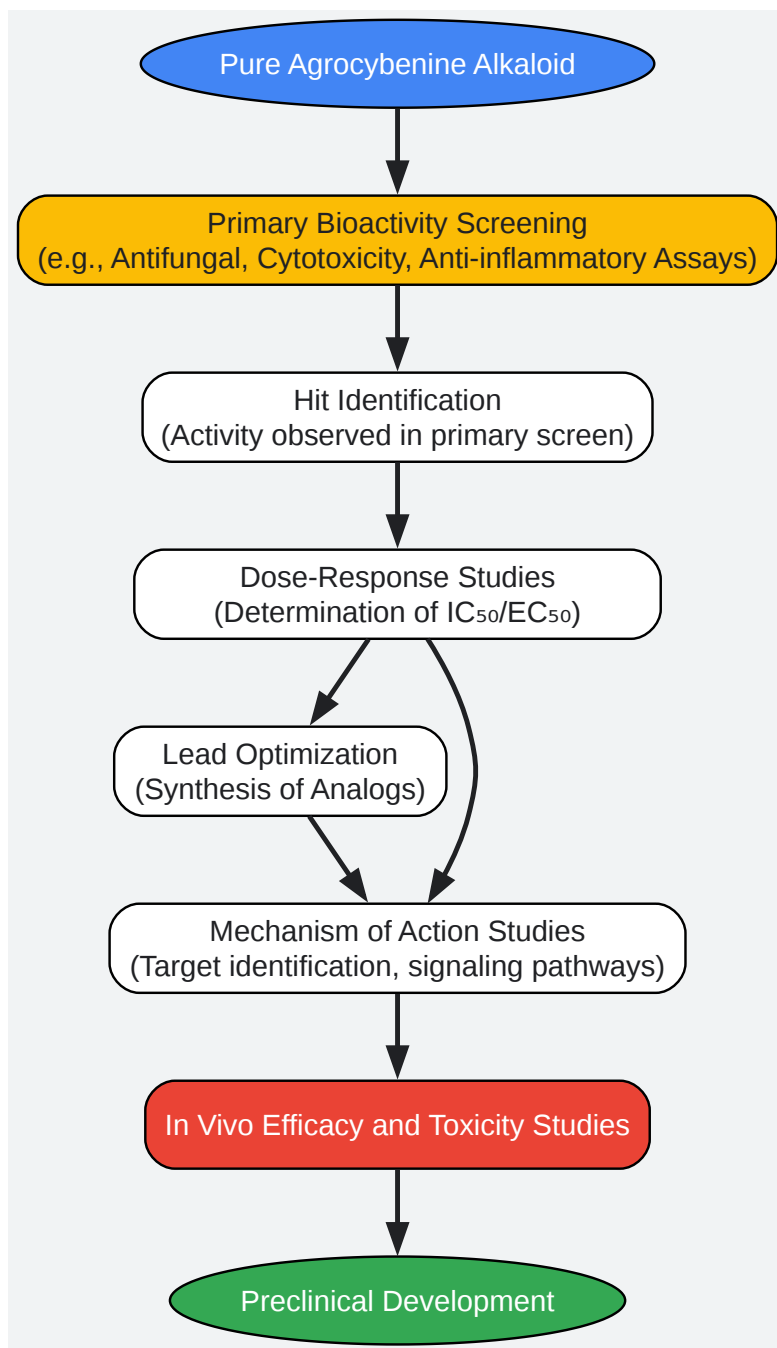 Pure Agrocybenine Alkaloid
Primary Bioactivity Screening
(e.g., Antifungal, Cytotoxicity, Anti-inflammatory Assays)
Hit Identification
(Activity observed in primary screen)
Dose-Response Studies
(Determination of IC₅₀/EC₅₀)
Lead Optimization
(Synthesis of Analogs)
Mechanism of Action Studies
(Target identification, signaling pathways)
In Vivo Efficacy and Toxicity Studies
Preclinical Development